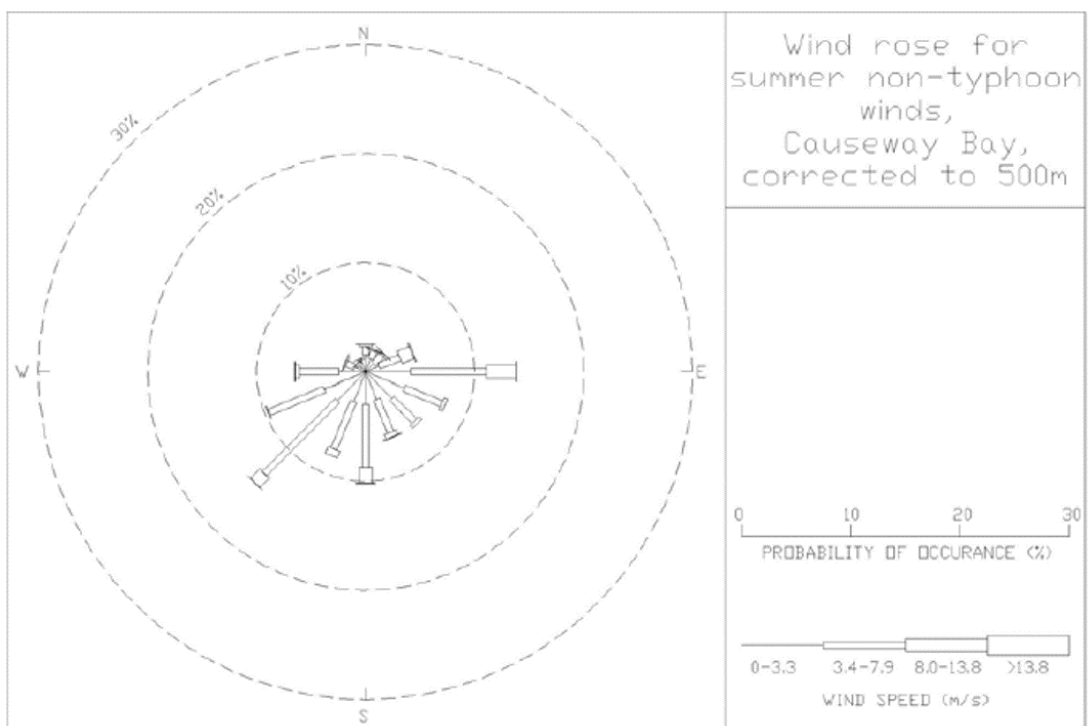 N
30%
20%
10%
W
E
S
Wind rose for
summer non-typhoon
winds,
Causeway Bay,
corrected to 500m
0 10 20 30
PROBABILITY OF OCCURANCE (%)
0-3.3 3.4-7.9 8.0-13.8 >13.8
WIND SPEED (m/s)